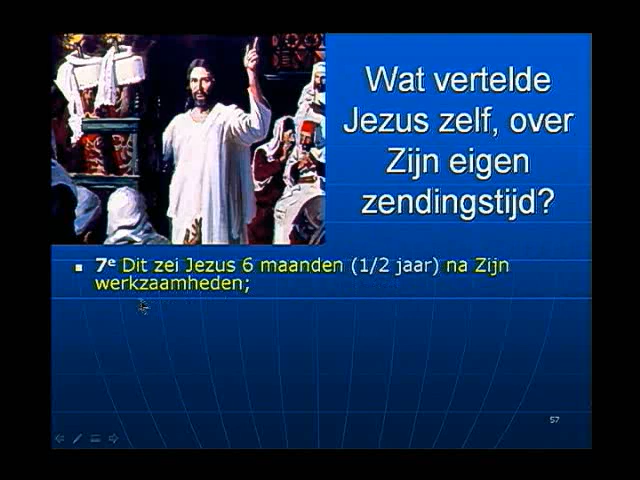 Wat vertelde
Jezus zelf, over
Zijn eigen
zendingstijd?
7e Dit zei Jezus 6 maanden (1/2 jaar) na Zijn
werkzaamheden;
57